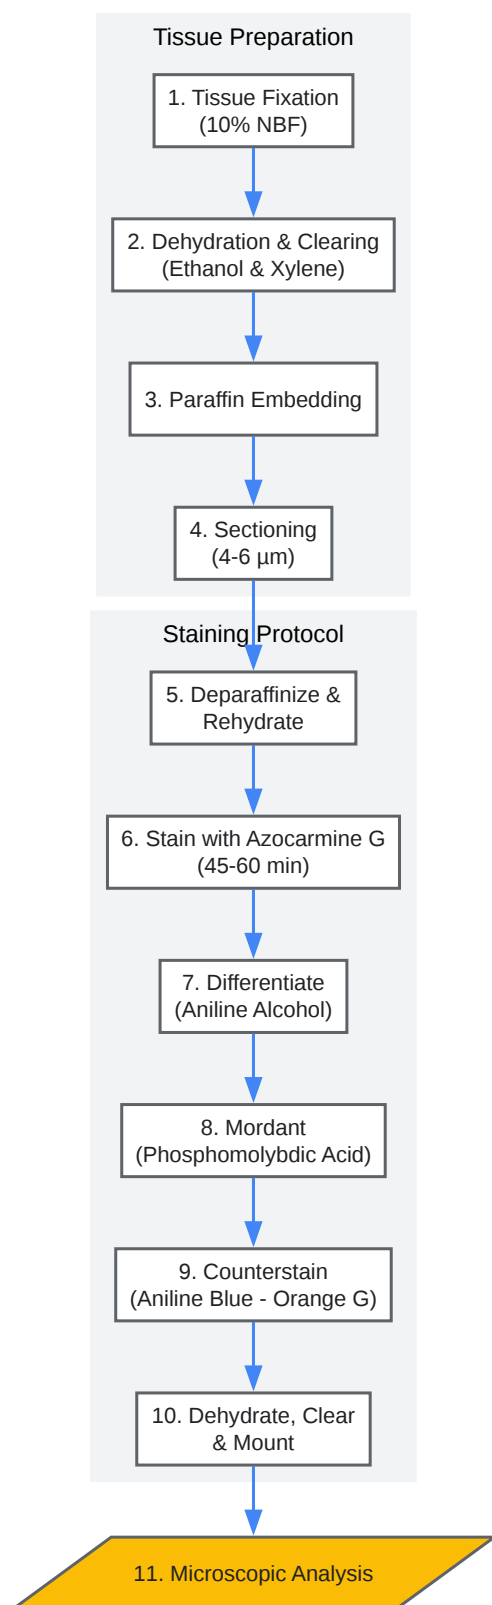 Tissue Preparation
1. Tissue Fixation
(10% NBF)
2. Dehydration & Clearing
(Ethanol & Xylene)
3. Paraffin Embedding
4. Sectioning
(4-6 µm)
Staining Protocol
5. Deparaffinize &
Rehydrate
6. Stain with Azocarmine G
(45-60 min)
7. Differentiate
(Aniline Alcohol)
8. Mordant
(Phosphomolybdic Acid)
9. Counterstain
(Aniline Blue - Orange G)
10. Dehydrate, Clear
& Mount
11. Microscopic Analysis